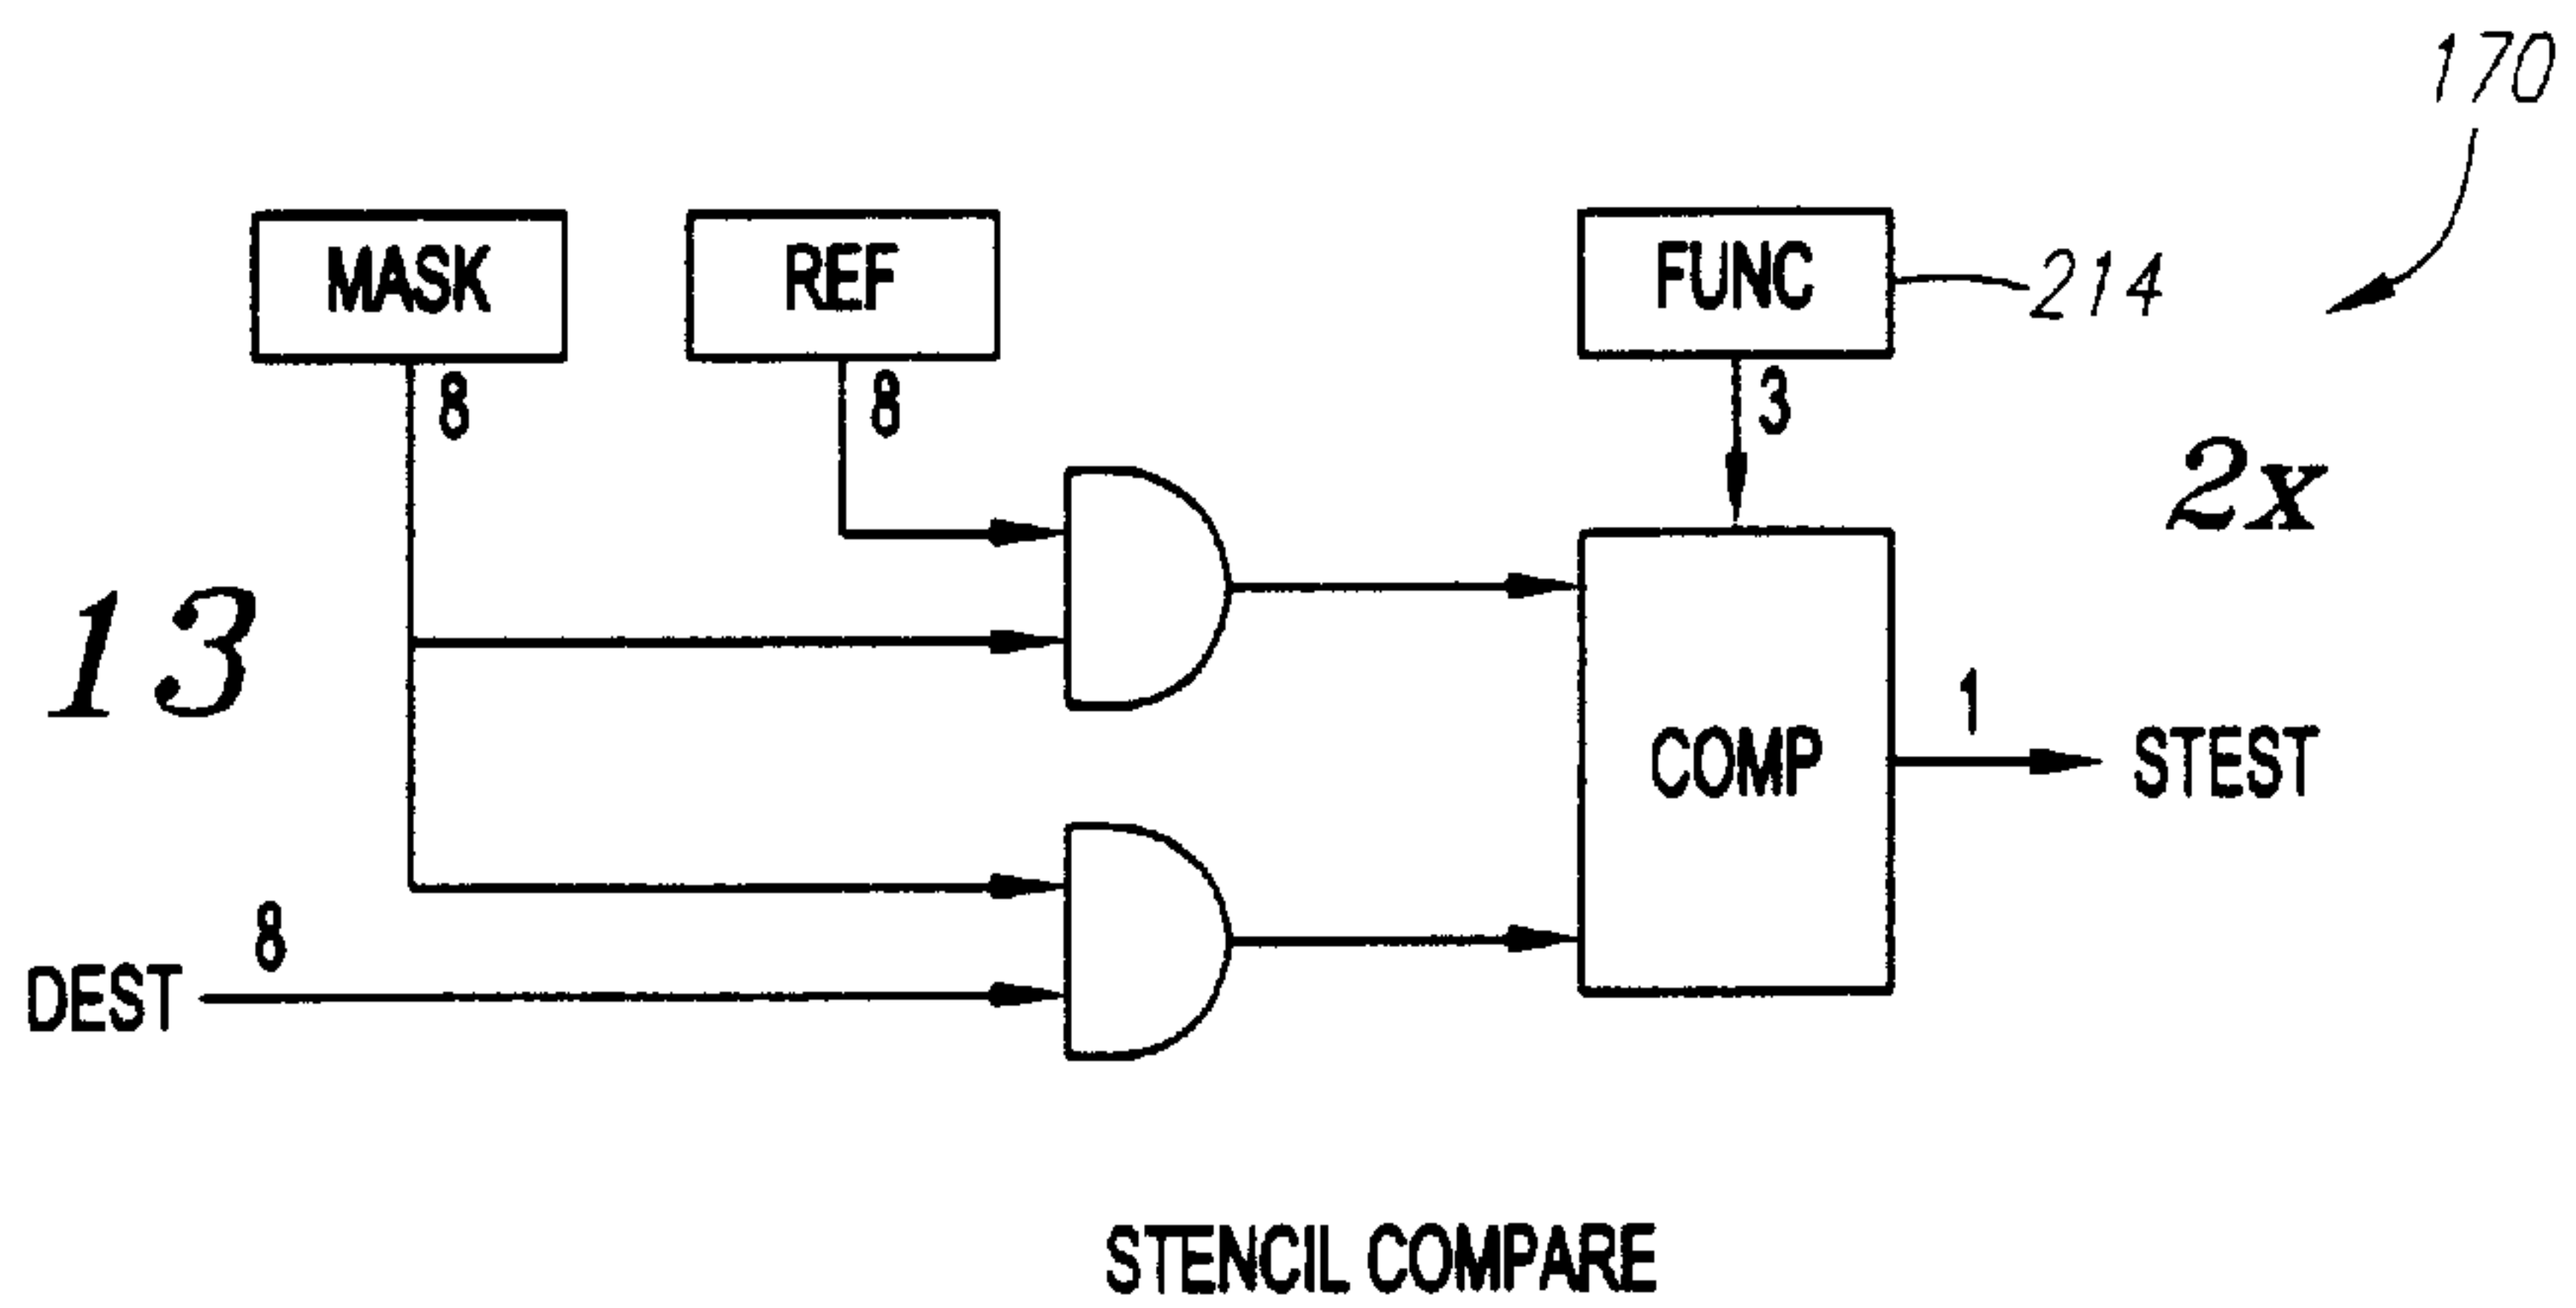 170
MASK
REF
FUNC
214
8
8
3
2x
13
1
COMP
STEST
8
DEST
STENCIL COMPARE